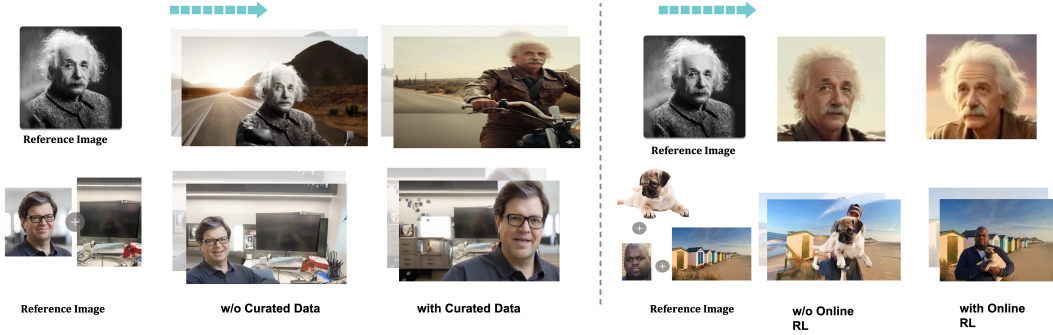 Reference Image
Reference Image
Reference Image
w/o Curated Data
with Curated Data
Reference Image
w/o Online
RL
with Online
RL